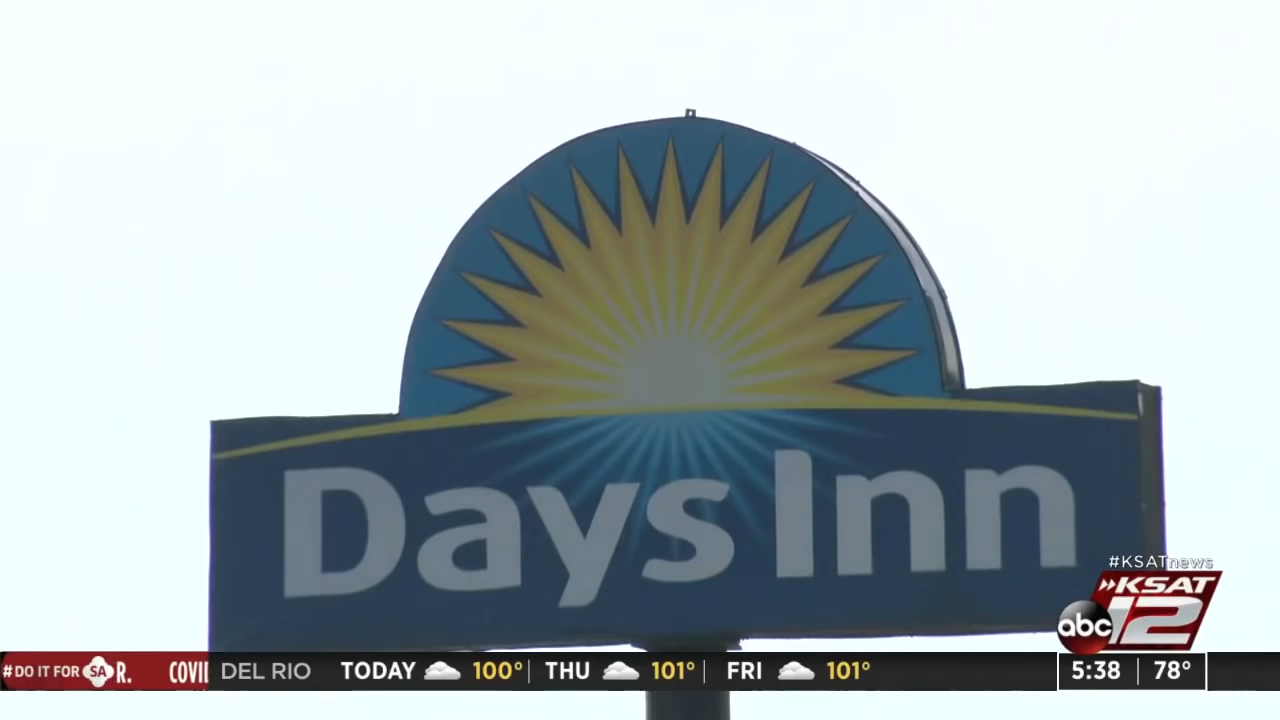 Days Inn
#KSATnews
KSAT
abc 12
#DO IT FOR SA R. COVI DEL RIO TODAY 100° THU 101° FRI 101° 5:38 78°